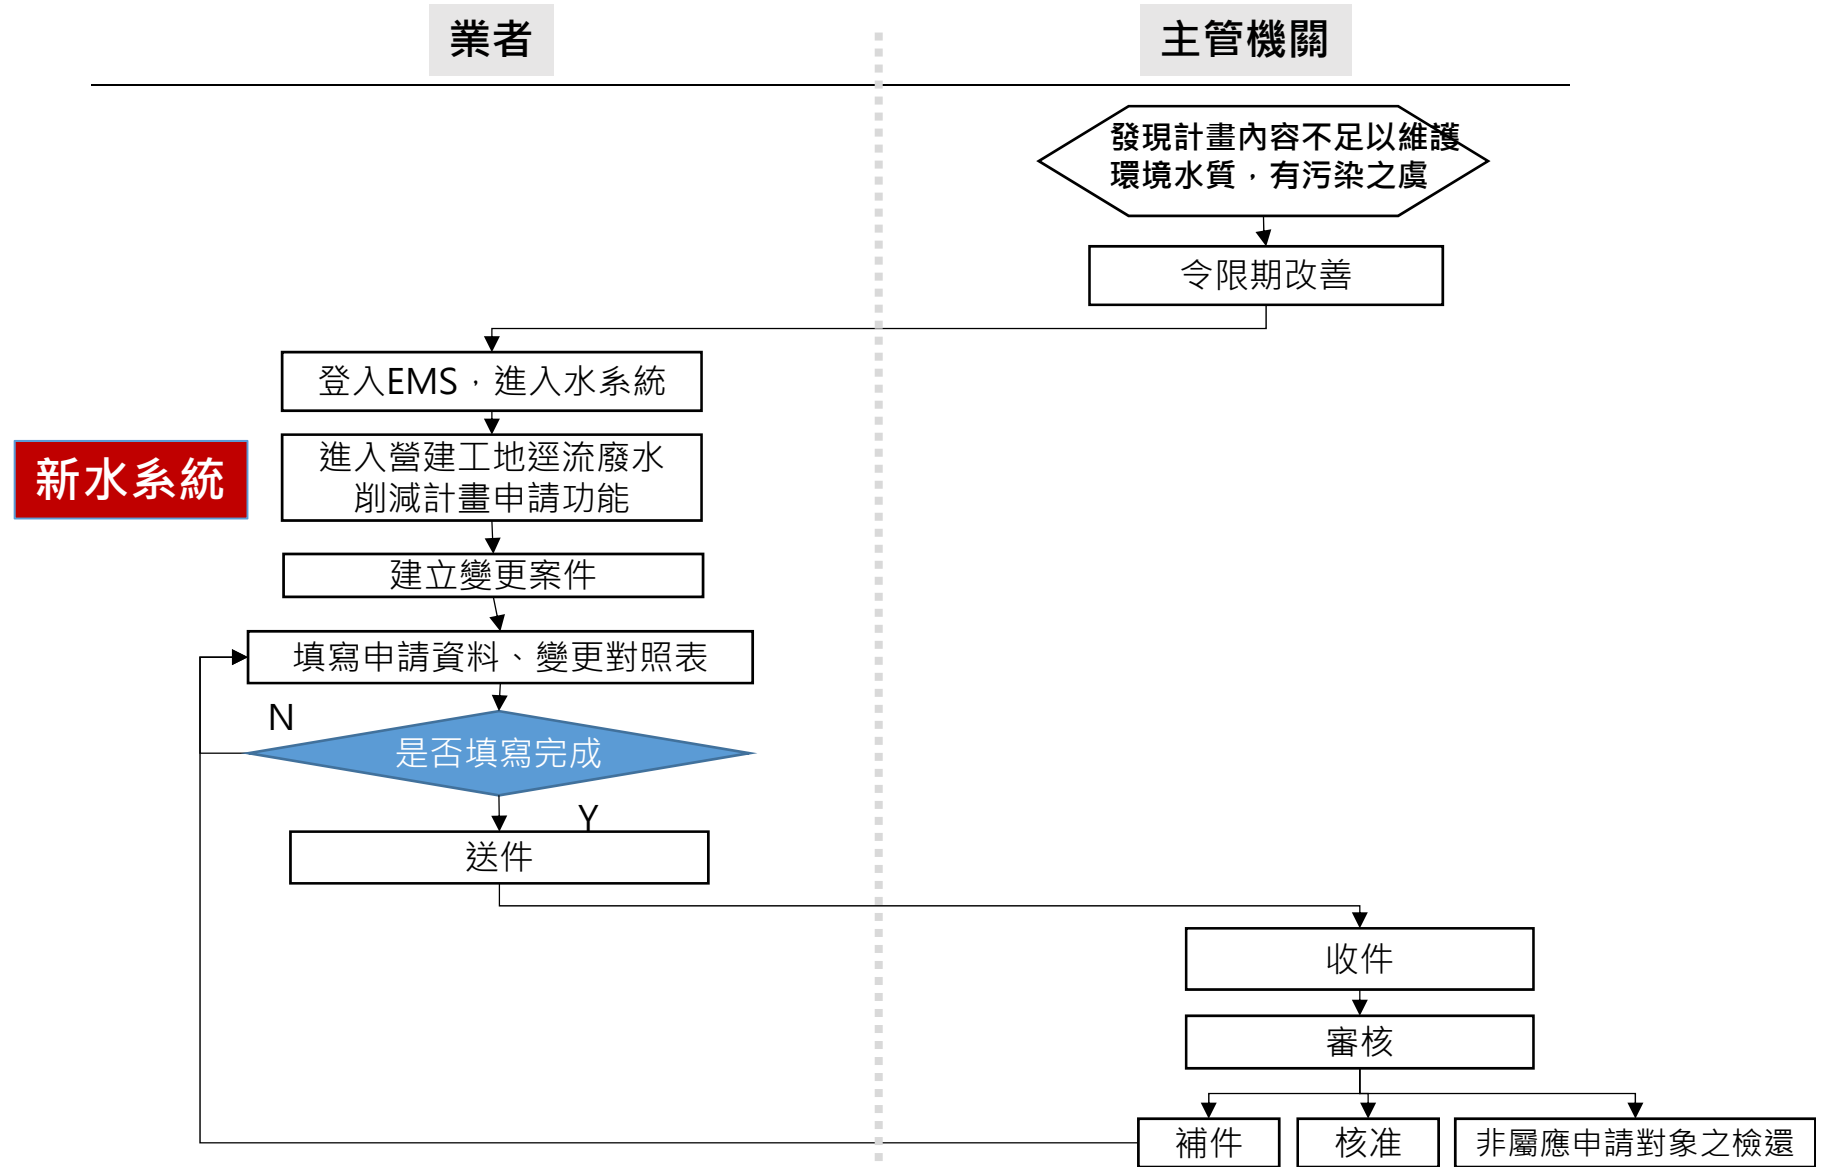 業者
主管機關
發現計畫內容不足以維護
環境水質，有污染之虞
令限期改善
登入EMS，進入水系統
新水系統
進入營建工地逕流廢水
削減計畫申請功能
建立變更案件
填寫申請資料、變更對照表
N
是否填寫完成
Y
送件
收件
審核
補件
核准
非屬應申請對象之檢還